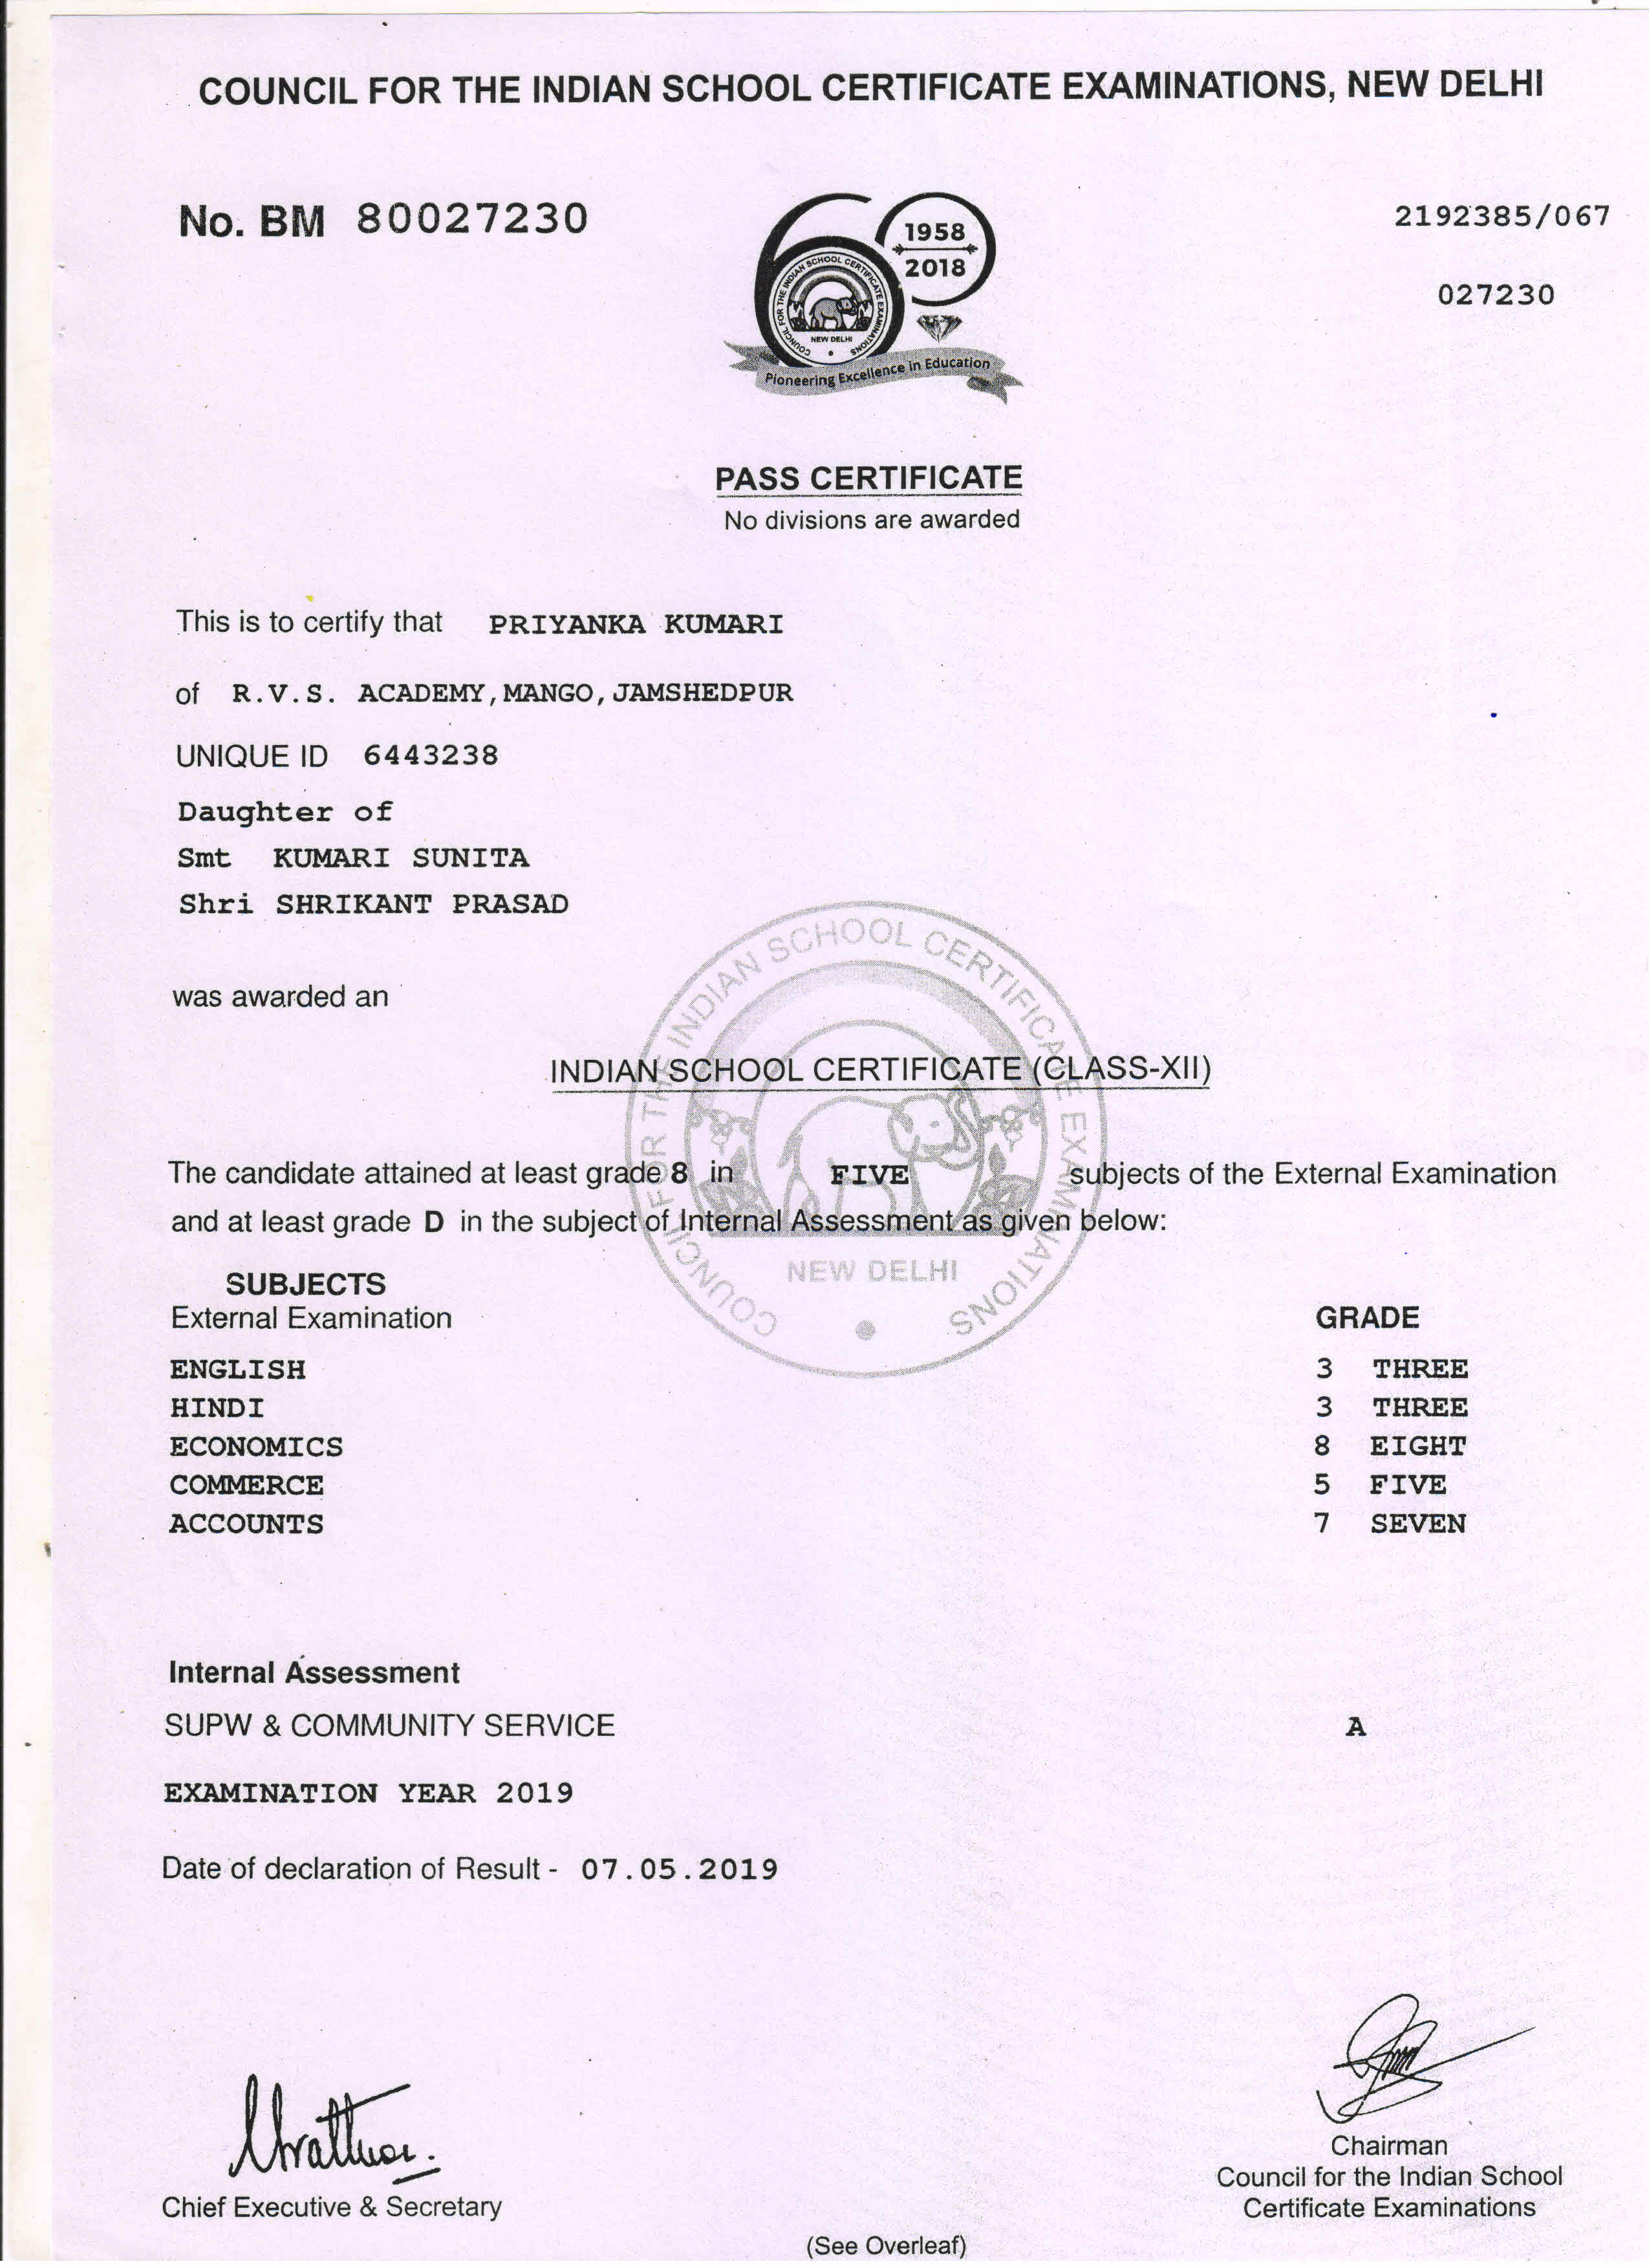 COUNCIL FOR THE INDIAN SCHOOL CERTIFICATE EXAMINATIONS, NEW DELHI
No. BM 80027230
2192385/067
027230
1958
2018
COUNCIL FOR THE INDIAN SCHOOL CERTIFICATE EXAMINATIONS
NEW DELHI
Pioneering Excellence in Education
PASS CERTIFICATE
No divisions are awarded
This is to certify that PRIYANKA KUMARI
of R.V.S. ACADEMY,MANGO,JAMSHEDPUR
UNIQUE ID 6443238
Daughter of
Smt KUMARI SUNITA
Shri SHRIKANT PRASAD
was awarded an
COUNCIL FOR THE INDIAN SCHOOL CERTIFICATE EXAMINATIONS
INDIAN SCHOOL CERTIFICATE (CLASS-XII)
The candidate attained at least grade 8 in FIVE subjects of the External Examination
and at least grade D in the subject of Internal Assessment as given below:
NEW DELHI
SUBJECTS
External Examination GRADE
ENGLISH 3 THREE
HINDI 3 THREE
ECONOMICS 8 EIGHT
COMMERCE 5 FIVE
ACCOUNTS 7 SEVEN
Internal Assessment
SUPW & COMMUNITY SERVICE A
EXAMINATION YEAR 2019
Date of declaration of Result - 07.05.2019
Chief Executive & Secretary
Chairman
Council for the Indian School
Certificate Examinations
(See Overleaf)